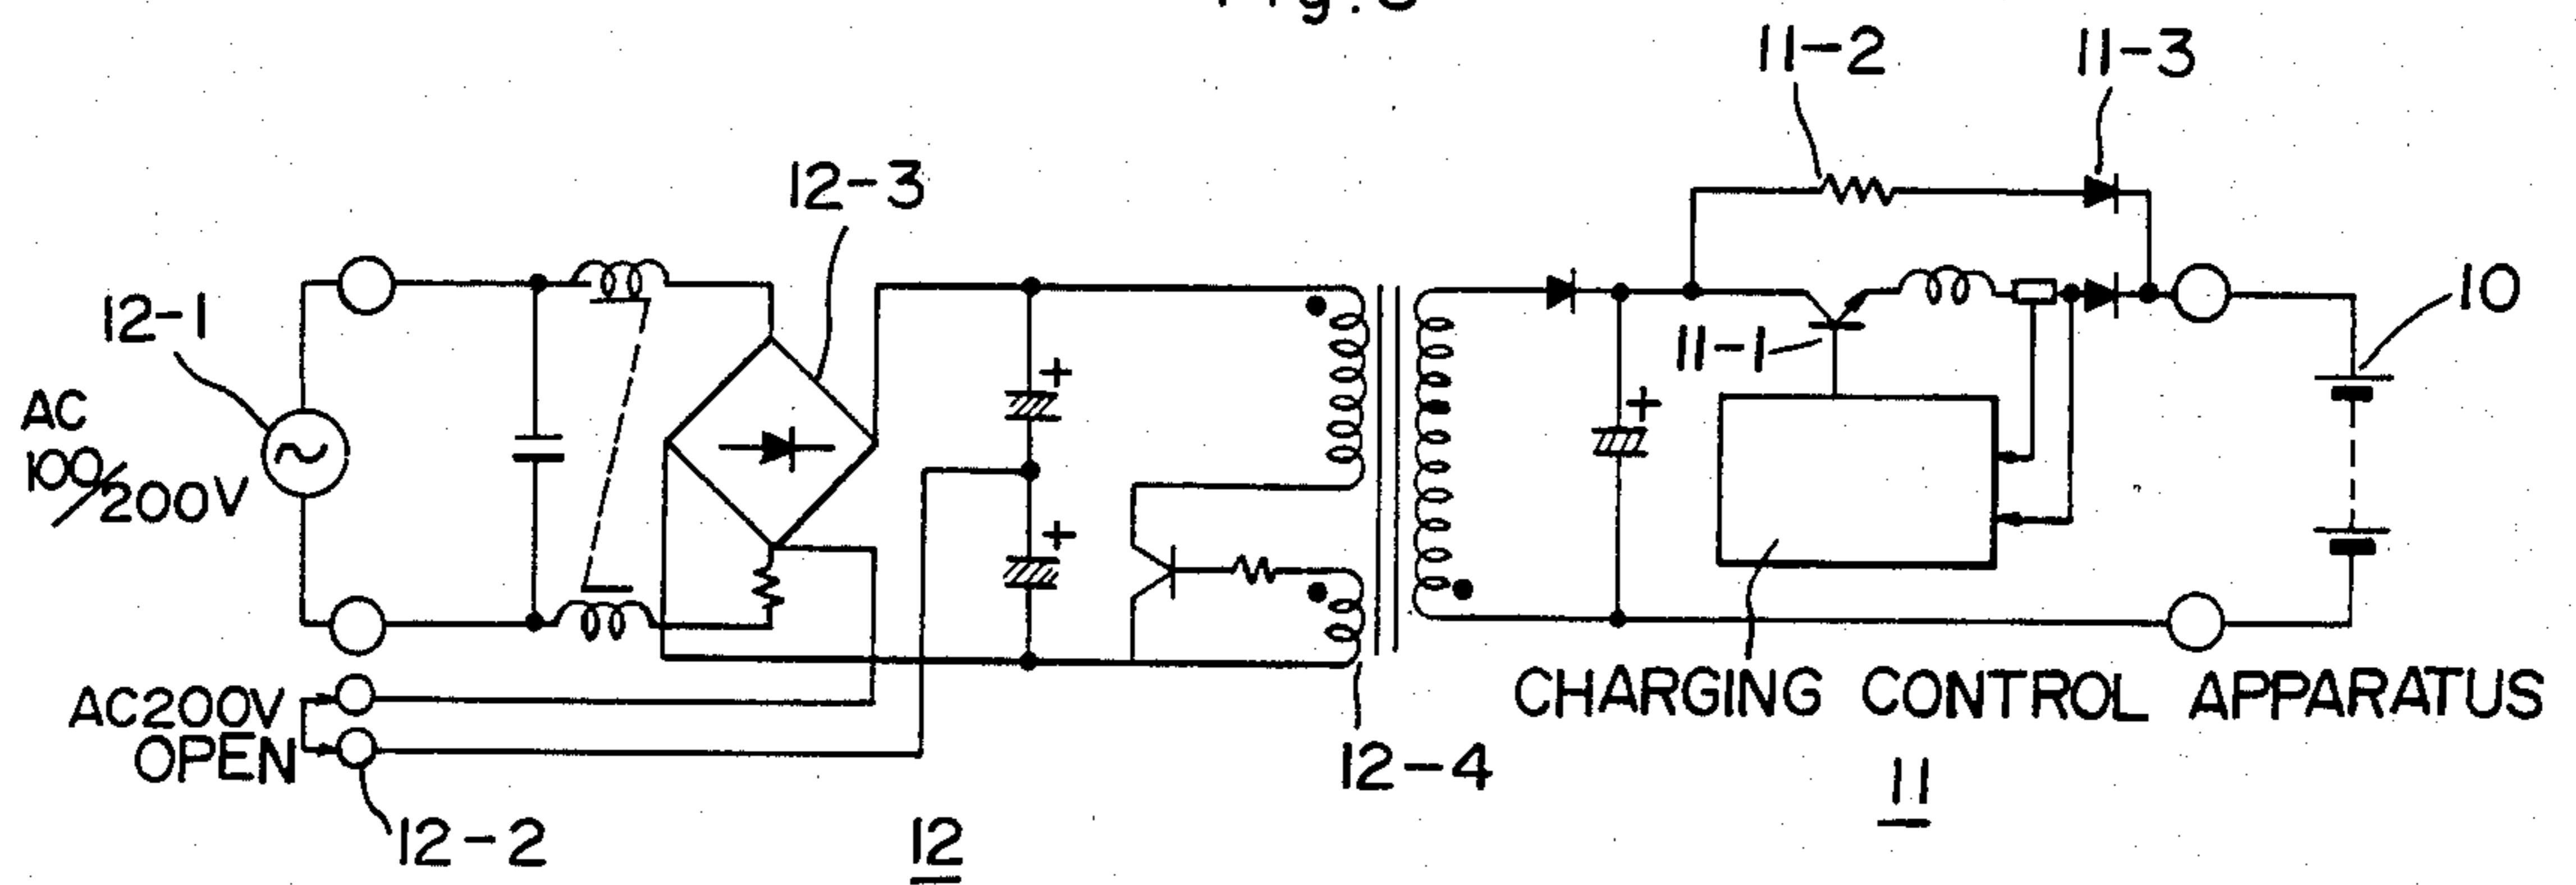 11-2
11-3
12-3
12-1
10
AC
100/200V
11-1
+
+
+
AC200V
OPEN
CHARGING CONTROL APPARATUS
12-4
11
12-2
12